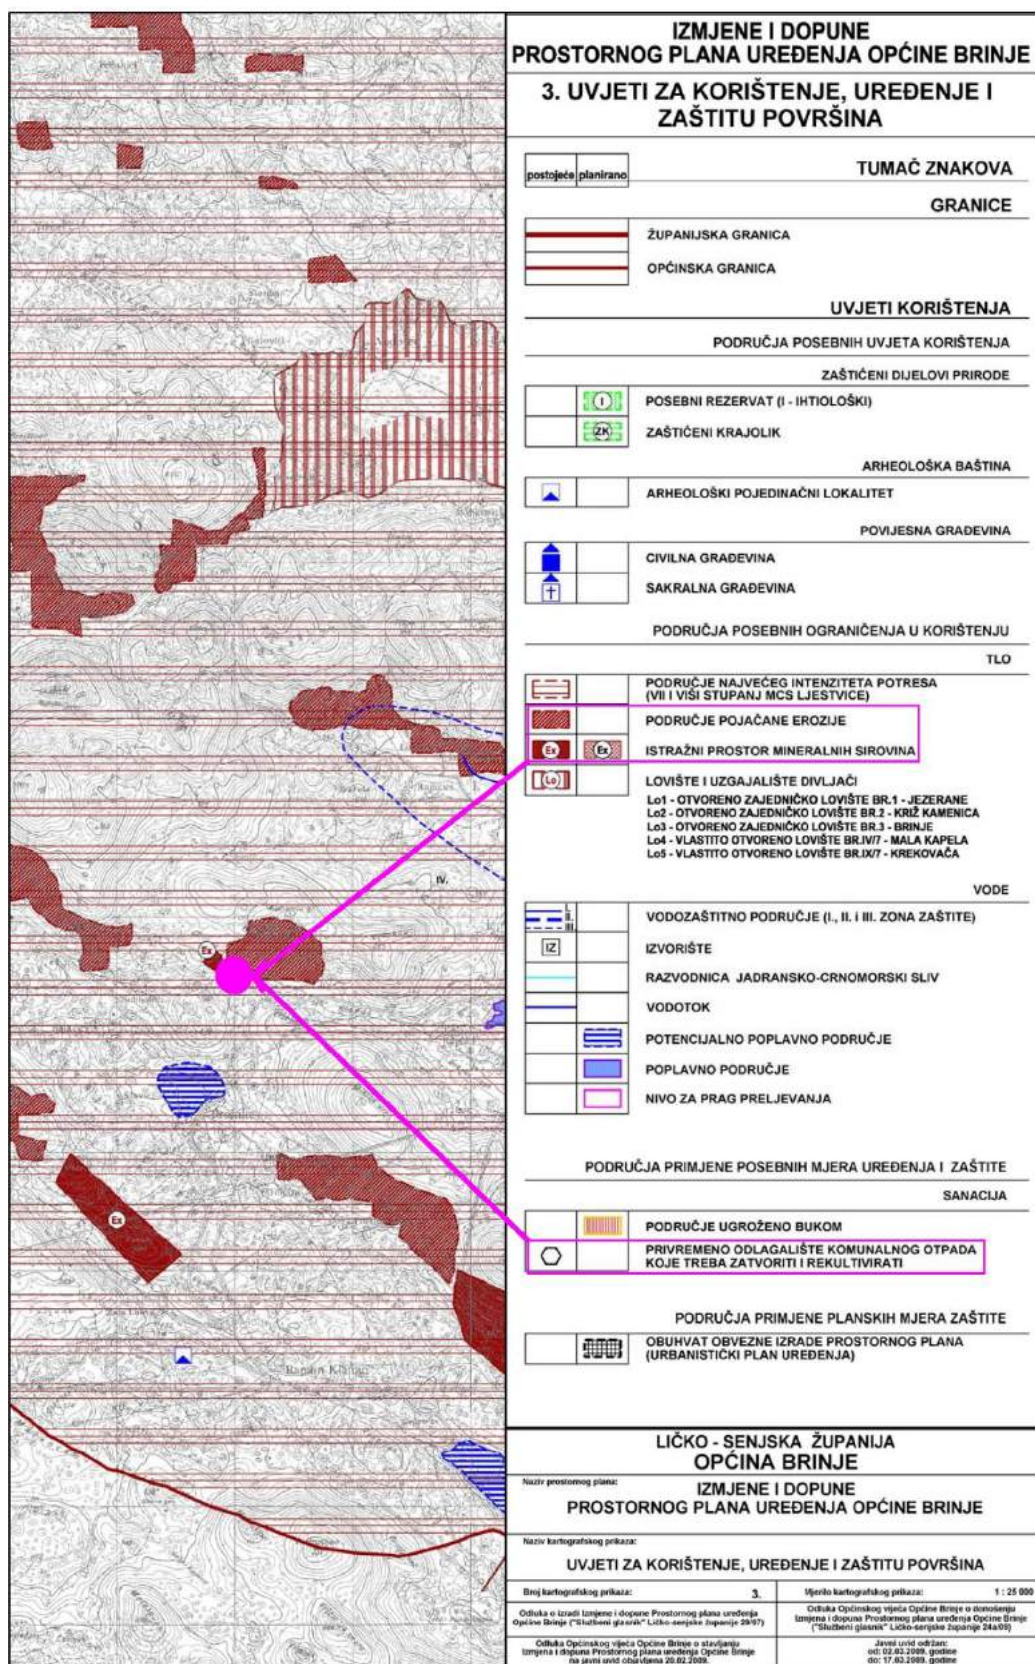 IZMJENE I DOPUNE
PROSTORNOG PLANA UREĐENJA OPĆINE BRINJE
3. UVJETI ZA KORIŠTENJE, UREĐENJE I
ZAŠTITU POVRŠINA
postojeće planirano
TUMAČ ZNAKOVA
GRANICE
ŽUPANIJSKA GRANICA
OPĆINSKA GRANICA
UVJETI KORIŠTENJA
PODRUČJA POSEBNIH UVJETA KORIŠTENJA
ZAŠTIĆENI DIJELOVI PRIRODE
I POSEBNI REZERVAT (I - IHTIOLOŠKI)
ZK ZAŠTIĆENI KRAJOLIK
ARHEOLOŠKA BAŠTINA
ARHEOLOŠKI POJEDINAČNI LOKALITET
POVIJESNA GRAĐEVINA
CIVILNA GRAĐEVINA
SAKRALNA GRAĐEVINA
PODRUČJA POSEBNIH OGRANIČENJA U KORIŠTENJU
TLO
PODRUČJE NAJVEĆEG INTENZITETA POTRESA
(VII I VIŠI STUPANJ MCS LJESTVICE)
PODRUČJE POJAČANE EROZIJE
Ex Ex ISTRAŽNI PROSTOR MINERALNIH SIROVINA
Lo LOVIŠTE I UZGAJALIŠTE DIVLJAČI
Lo1 - OTVORENO ZAJEDNIČKO LOVIŠTE BR.1 - JEZERANE
Lo2 - OTVORENO ZAJEDNIČKO LOVIŠTE BR.2 - KRIŽ KAMENICA
Lo3 - OTVORENO ZAJEDNIČKO LOVIŠTE BR.3 - BRINJE
Lo4 - VLASTITO OTVORENO LOVIŠTE BR.IV/7 - MALA KAPELA
Lo5 - VLASTITO OTVORENO LOVIŠTE BR.IX/7 - KREKOVAČA
IV.
VODE
I.
II.
III.
VODOZAŠTITNO PODRUČJE (I., II. i III. ZONA ZAŠTITE)
Ex
IZ IZVORIŠTE
RAZVODNICA JADRANSKO-CRNOMORSKI SLIV
VODOTOK
POTENCIJALNO POPLAVNO PODRUČJE
POPLAVNO PODRUČJE
NIVO ZA PRAG PRELJEVANJA
PODRUČJA PRIMJENE POSEBNIH MJERA UREĐENJA I ZAŠTITE
SANACIJA
Ex
PODRUČJE UGROŽENO BUKOM
PRIVREMENO ODLAGALIŠTE KOMUNALNOG OTPADA
KOJE TREBA ZATVORITI I REKULTIVIRATI
PODRUČJA PRIMJENE PLANSKIH MJERA ZAŠTITE
OBUHVAT OBVEZNE IZRADE PROSTORNOG PLANA
(URBANISTIČKI PLAN UREĐENJA)
LIČKO - SENJSKA ŽUPANIJA
OPĆINA BRINJE
Naziv prostornog plana:
IZMJENE I DOPUNE
PROSTORNOG PLANA UREĐENJA OPĆINE BRINJE
Naziv kartografskog prikaza:
UVJETI ZA KORIŠTENJE, UREĐENJE I ZAŠTITU POVRŠINA
Broj kartografskog prikaza: 3.
Mjerilo kartografskog prikaza: 1 : 25 000
Odluka o izradi Izmjene i dopune Prostornog plana uređenja
Općine Brinje ("Službeni glasnik" Ličko-senjske županije 29/07)
Odluka Općinskog vijeća Općine Brinje o donošenju
Izmjena i dopuna Prostornog plana uređenja Općine Brinje
("Službeni glasnik" Ličko-senjske županije 24a/09)
Odluka Općinskog vijeća Općine Brinje o stavljanju
Izmjena i dopuna Prostornog plana uređenja Općine Brinje
na javni uvid objavljena 20.02.2009.
Javni uvid održan:
od: 02.03.2009. godine
do: 17.03.2009. godine